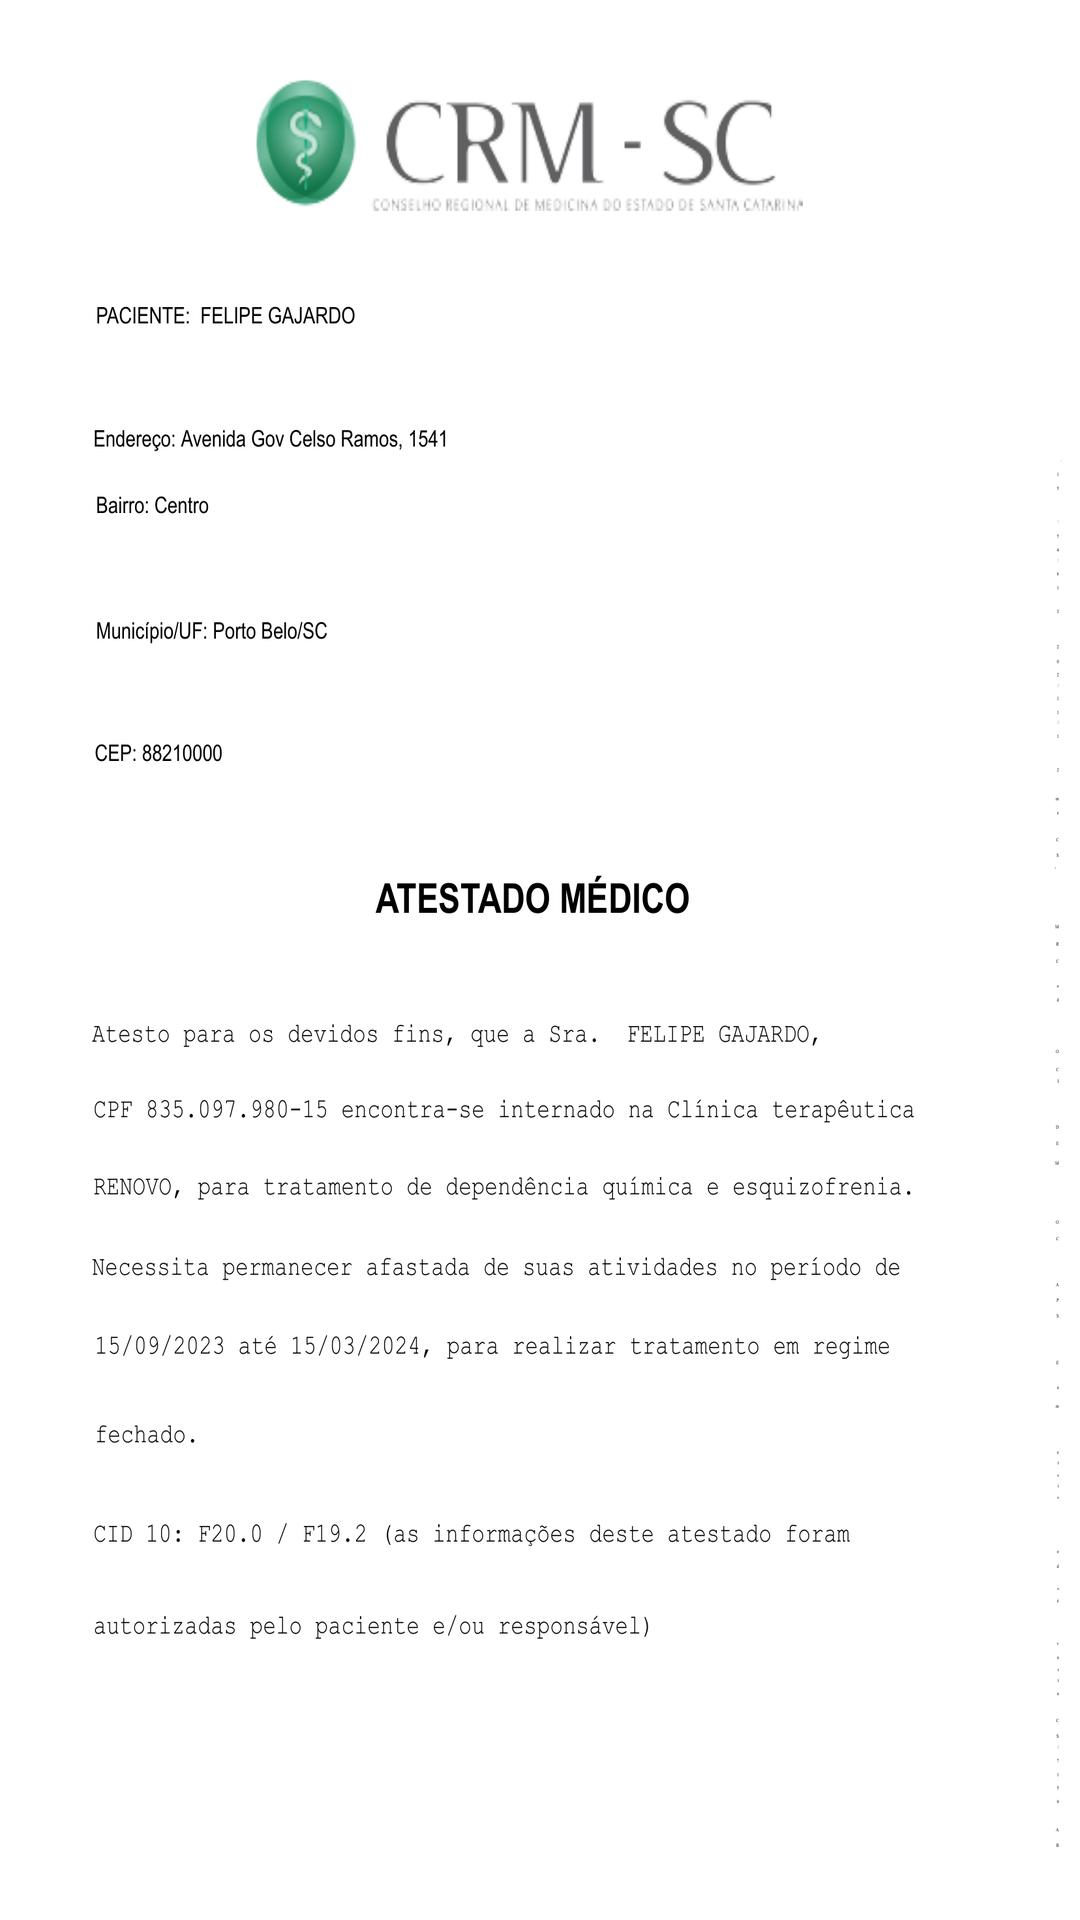 CRM - SC
CONSELHO REGIONAL DE MEDICINA DO ESTADO DE SANTA CATARINA
PACIENTE: FELIPE GAJARDO
Endereço: Avenida Gov Celso Ramos, 1541
Bairro: Centro
Município/UF: Porto Belo/SC
CEP: 88210000
ATESTADO MÉDICO
Atesto para os devidos fins, que a Sra. FELIPE GAJARDO,
CPF 835.097.980-15 encontra-se internado na Clínica terapêutica
RENOVO, para tratamento de dependência química e esquizofrenia.
Necessita permanecer afastada de suas atividades no período de
15/09/2023 até 15/03/2024, para realizar tratamento em regime
fechado.
CID 10: F20.0 / F19.2 (as informações deste atestado foram
autorizadas pelo paciente e/ou responsável)